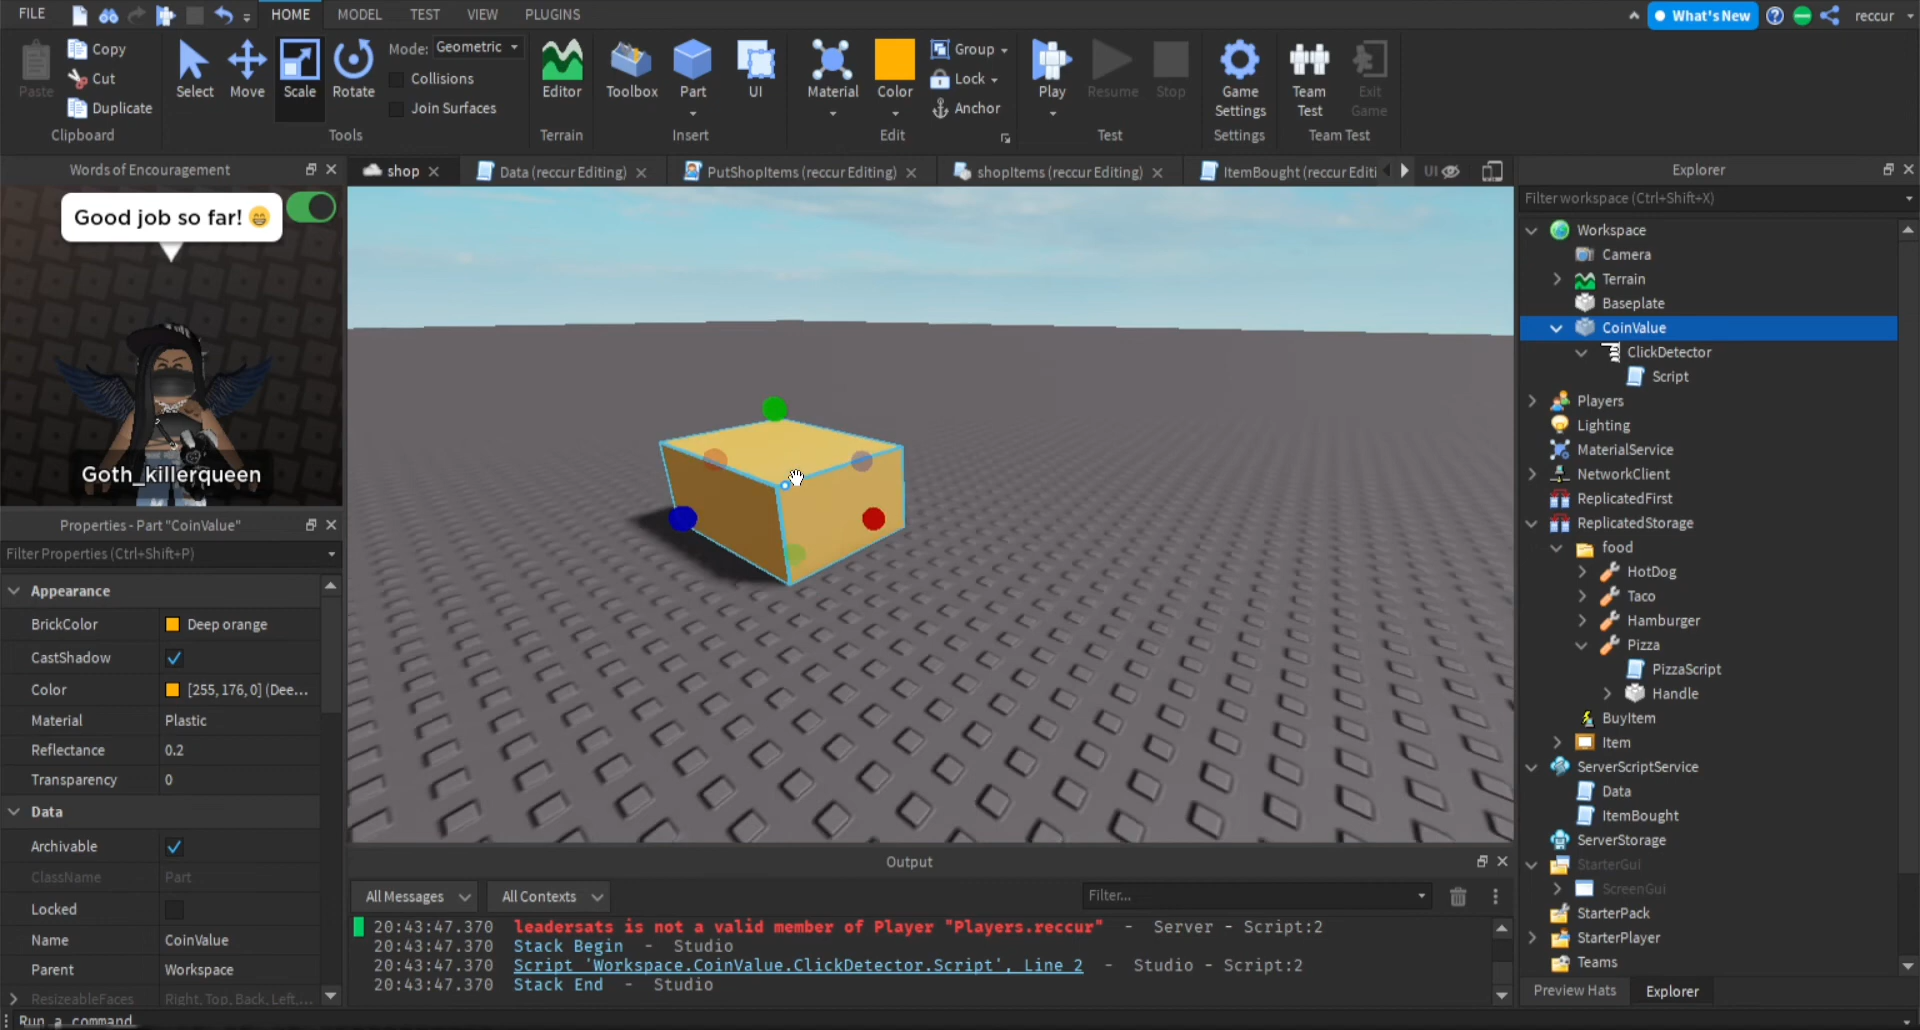 FILE
HOME
MODEL
TEST
VIEW
PLUGINS
What's New
reccur
Paste
Copy
Cut
Duplicate
Clipboard
Select
Move
Scale
Rotate
Mode: Geometric
Collisions
Join Surfaces
Tools
Editor
Terrain
Toolbox
Part
UI
Insert
Material
Color
Group
Lock
Anchor
Edit
Play
Resume
Stop
Test
Game
Settings
Settings
Team
Test
Exit
Game
Team Test
Words of Encouragement
Good job so far! 😁
Goth_killerqueen
Properties - Part "CoinValue"
Filter Properties (Ctrl+Shift+P)
Appearance
BrickColor Deep orange
CastShadow
Color [255, 176, 0] (Dee...
Material Plastic
Reflectance 0.2
Transparency 0
Data
Archivable
ClassName Part
Locked
Name CoinValue
Parent Workspace
ResizeableFaces Right, Top, Back, Left,...
Run a command
shop
Data (reccur Editing)
PutShopItems (reccur Editing)
shopItems (reccur Editing)
ItemBought (reccur Editi
UI
Output
All Messages
All Contexts
Filter...
20:43:47.370 leadersats is not a valid member of Player "Players.reccur" - Server - Script:2
20:43:47.370 Stack Begin - Studio
20:43:47.370 Script 'Workspace.CoinValue.ClickDetector.Script', Line 2 - Studio - Script:2
20:43:47.370 Stack End - Studio
Explorer
Filter workspace (Ctrl+Shift+X)
Workspace
Camera
Terrain
Baseplate
CoinValue
ClickDetector
Script
Players
Lighting
MaterialService
NetworkClient
ReplicatedFirst
ReplicatedStorage
food
HotDog
Taco
Hamburger
Pizza
PizzaScript
Handle
BuyItem
Item
ServerScriptService
Data
ItemBought
ServerStorage
StarterGui
ScreenGui
StarterPack
StarterPlayer
Teams
Preview Hats
Explorer